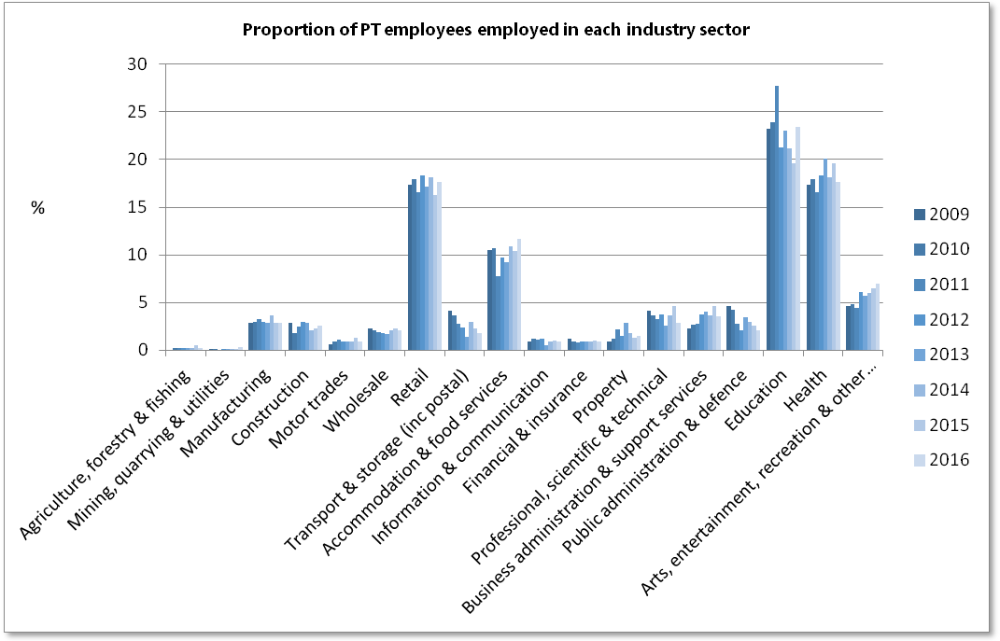 Proportion of PT employees employed in each industry sector
30
25
20
15
10
5
0
%
Agriculture, forestry & fishing
Mining, quarrying & utilities
Manufacturing
Construction
Motor trades
Wholesale
Retail
Transport & storage (inc postal)
Accommodation & food services
Information & communication
Financial & insurance
Property
Professional, scientific & technical
Business administration & support services
Public administration & defence
Education
Health
Arts, entertainment, recreation & other...
2009
2010
2011
2012
2013
2014
2015
2016